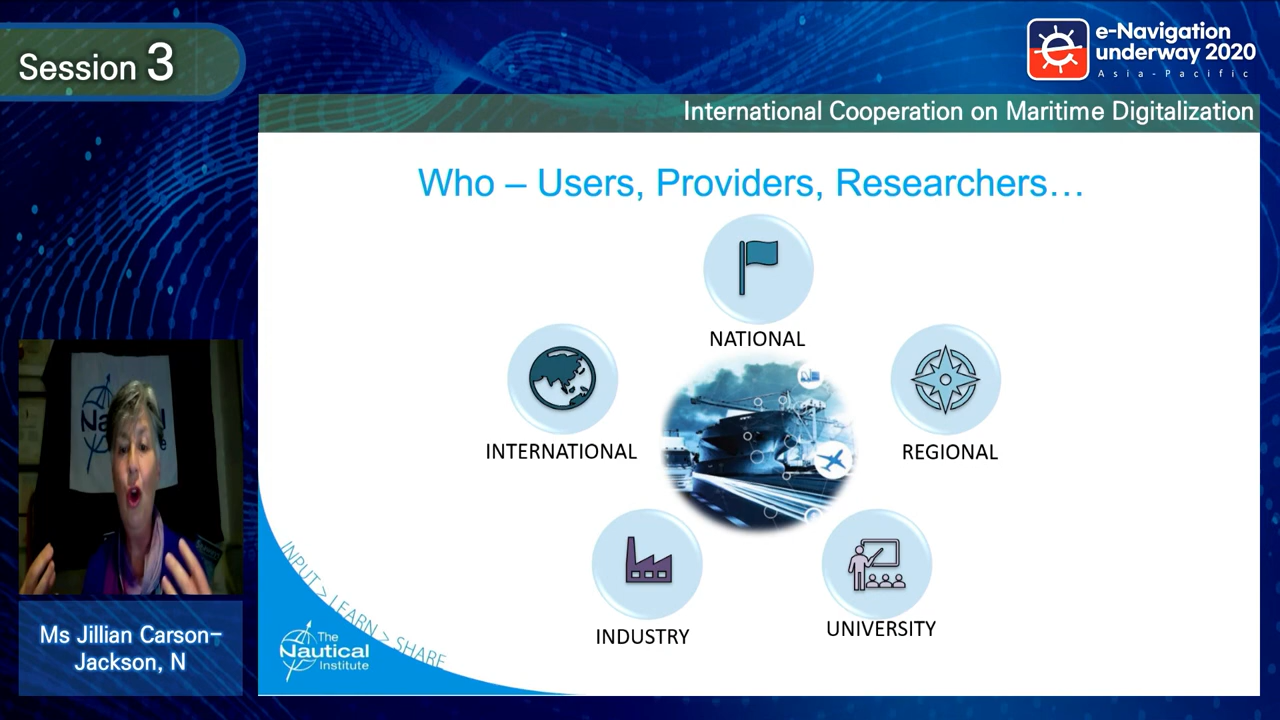 Session 3
e-Navigation
underway 2020
Asia-Pacific
International Cooperation on Maritime Digitalization
Who – Users, Providers, Researchers…
NATIONAL
INTERNATIONAL
REGIONAL
INDUSTRY
UNIVERSITY
INPUT > LEARN > SHARE
The
Nautical
Institute
Ms Jillian Carson-
Jackson, N